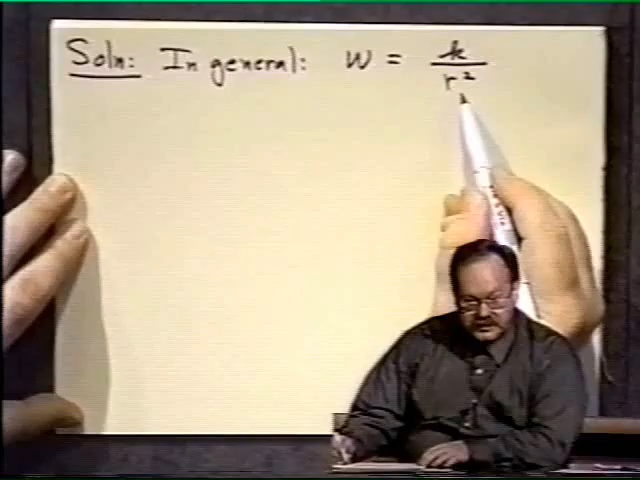 Soln: In general: W = k/r²